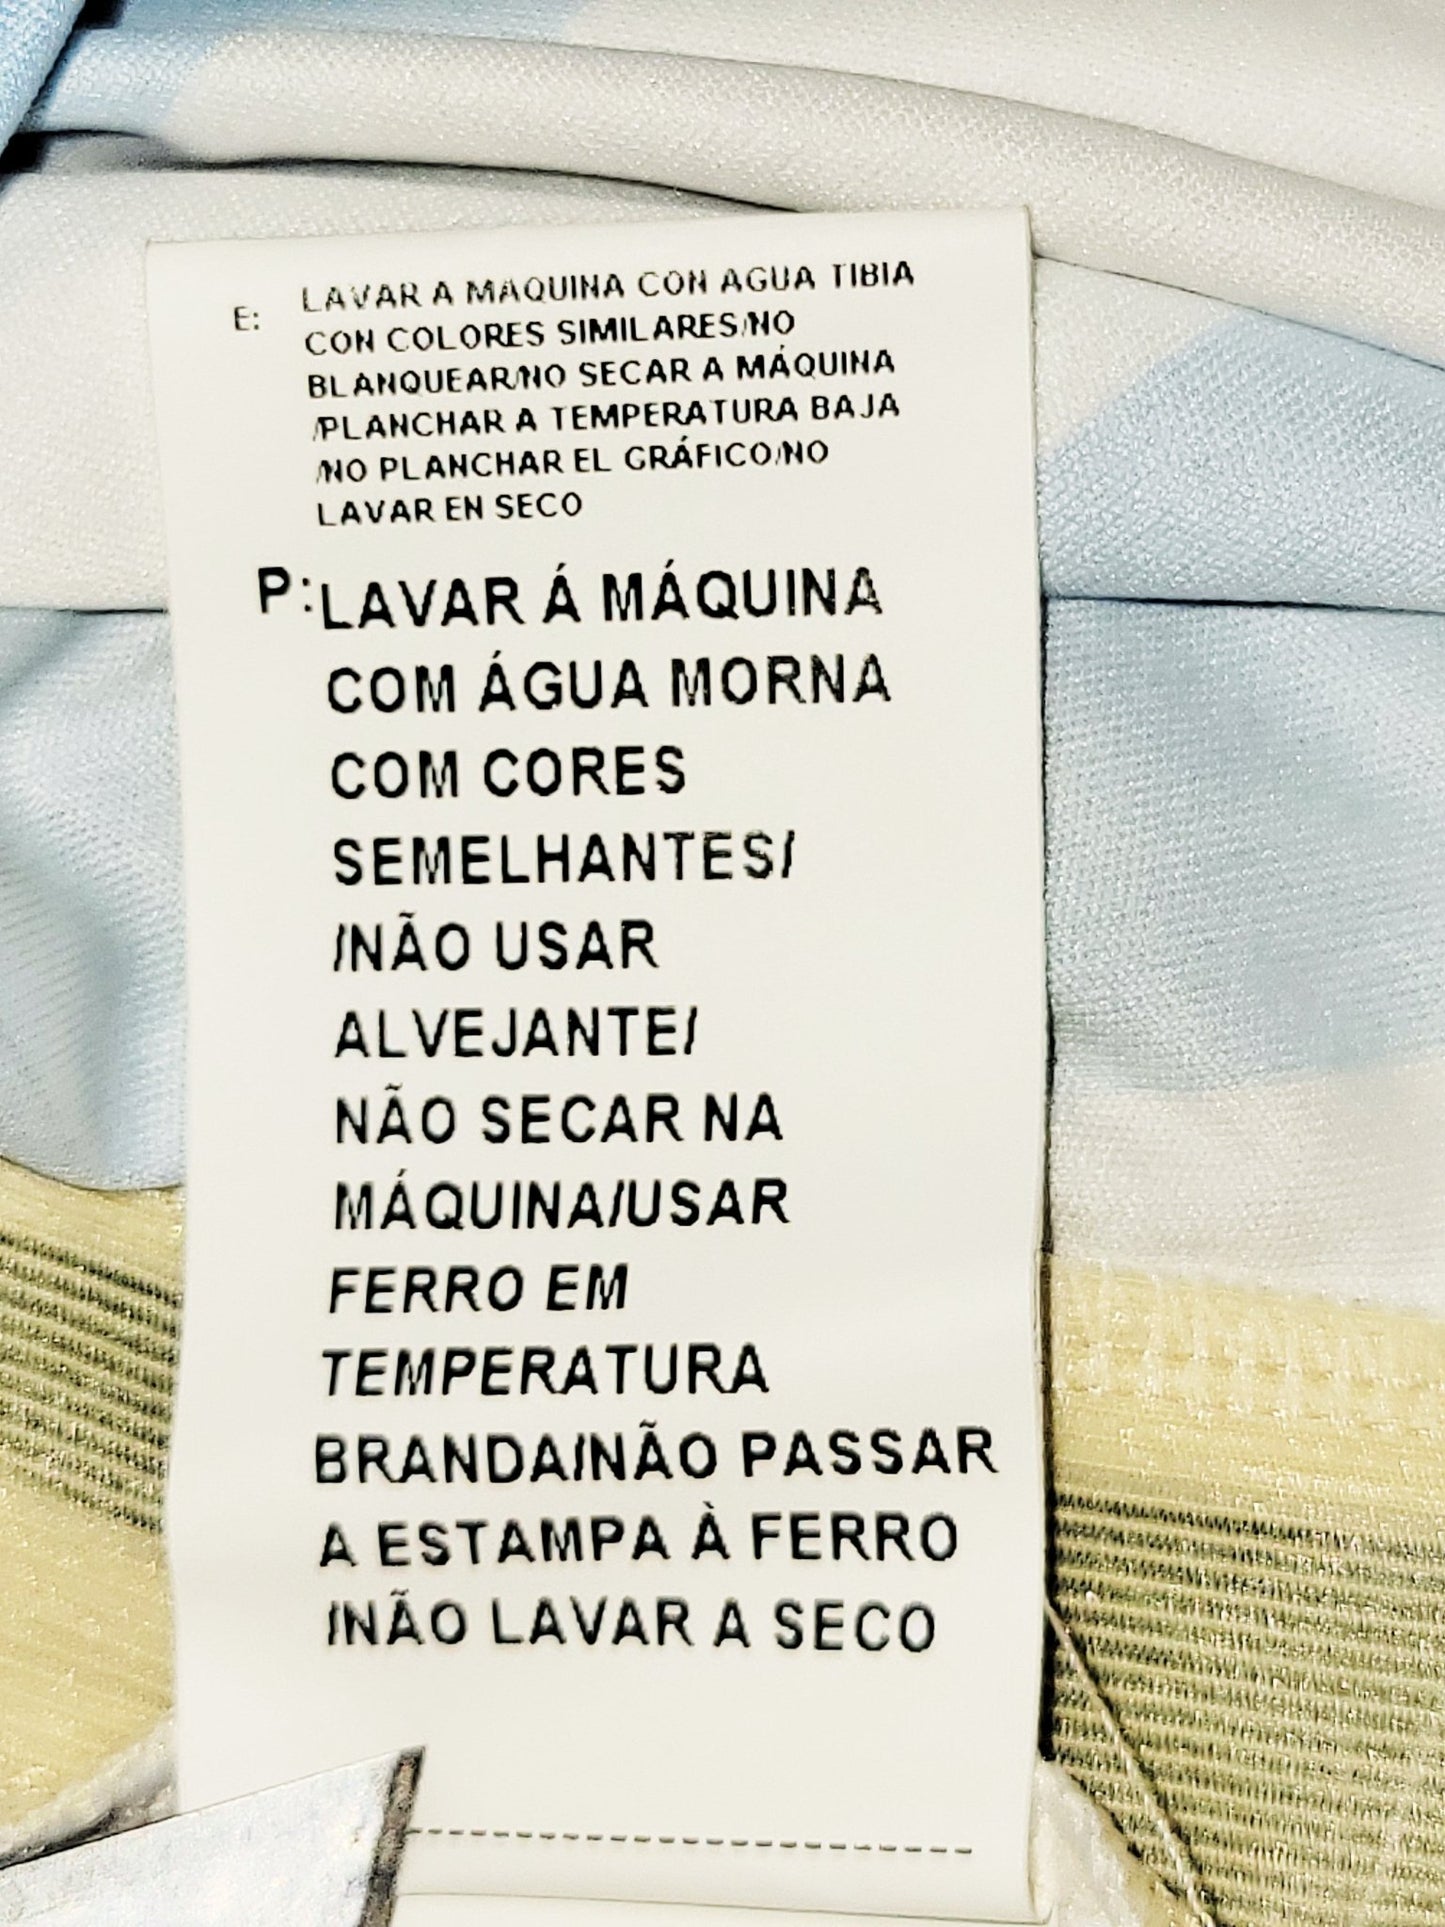 E: LAVAR A MAQUINA CON AGUA TIBIA
CON COLORES SIMILARES/NO
BLANQUEAR/NO SECAR A MÁQUINA
/PLANCHAR A TEMPERATURA BAJA
/NO PLANCHAR EL GRÁFICO/NO
LAVAR EN SECO
P: LAVAR Á MÁQUINA
COM ÁGUA MORNA
COM CORES
SEMELHANTES/
/NÃO USAR
ALVEJANTE/
NÃO SECAR NA
MÁQUINA/USAR
FERRO EM
TEMPERATURA
BRANDA/NÃO PASSAR
A ESTAMPA À FERRO
/NÃO LAVAR A SECO